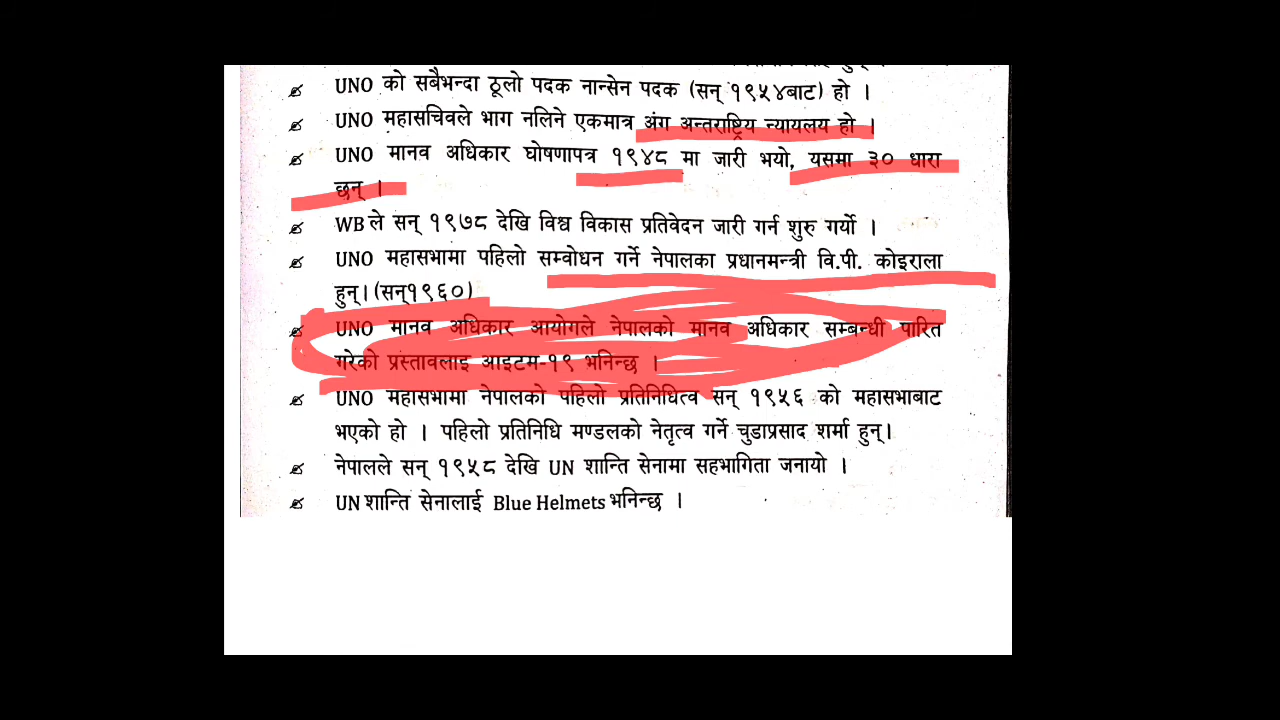 UNO को सबैभन्दा ठूलो पदक नान्सेन पदक (सन् १९५४बाट) हो ।
UNO महासचिवले भाग नलिने एकमात्र अंग अन्तराष्ट्रिय न्यायलय हो ।
UNO मानव अधिकार घोषणापत्र १९४८ मा जारी भयो, यसमा ३० धारा
छन् ।
WB ले सन् १९७८ देखि विश्व विकास प्रतिवेदन जारी गर्न शुरु गर्यो ।
UNO महासभामा पहिलो सम्वोधन गर्ने नेपालका प्रधानमन्त्री वि.पी. कोइराला
हुन्। (सन्१९६०)
UNO मानव अधिकार आयोगले नेपालको मानव अधिकार सम्बन्धी पारित
गरेको प्रस्तावलाइ आइटम-१९ भनिन्छ ।
UNO महासभामा नेपालको पहिलो प्रतिनिधित्व सन् १९५६ को महासभाबाट
भएको हो । पहिलो प्रतिनिधि मण्डलको नेतृत्व गर्ने चुडाप्रसाद शर्मा हुन्।
नेपालले सन् १९५८ देखि UN शान्ति सेनामा सहभागिता जनायो ।
UN शान्ति सेनालाई Blue Helmets भनिन्छ ।